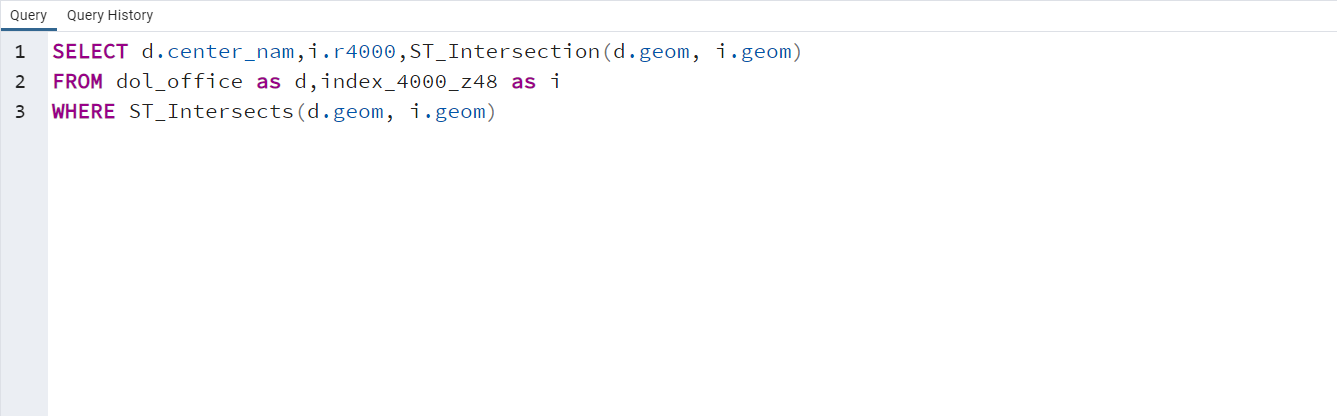 Query Query History
1 SELECT d.center_nam,i.r4000,ST_Intersection(d.geom, i.geom)
2 FROM dol_office as d,index_4000_z48 as i
3 WHERE ST_Intersects(d.geom, i.geom)